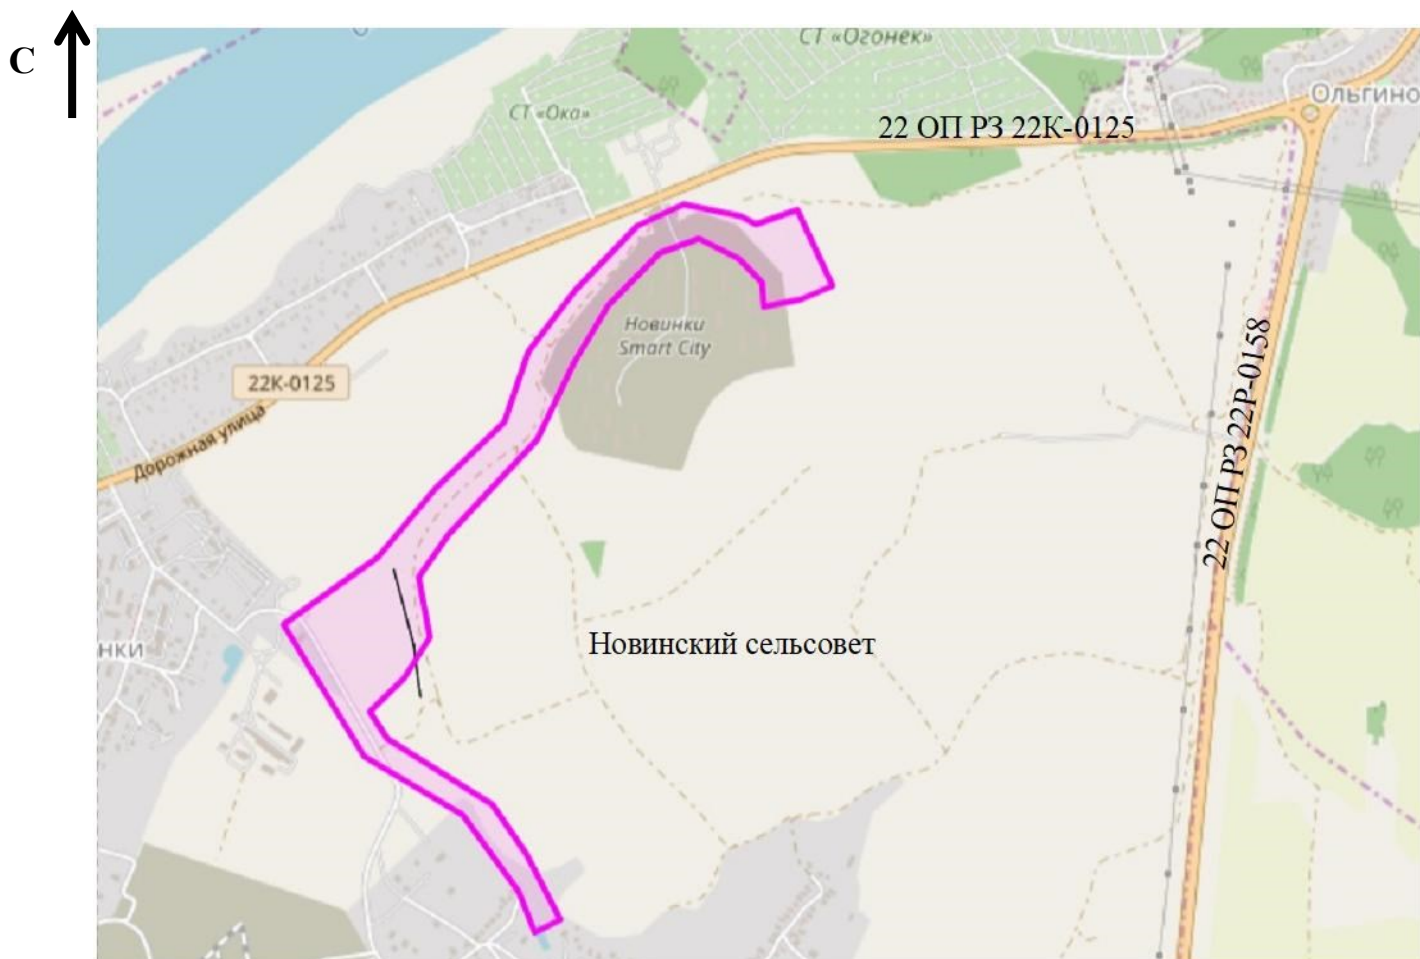 С
СТ «Огонек»
Ольгино
СТ «Ока»
22 ОП РЗ 22К-0125
Новинки
Smart City
22К-0125
Дорожная улица
22 ОП РЗ 22Р-0158
нки
Новинский сельсовет